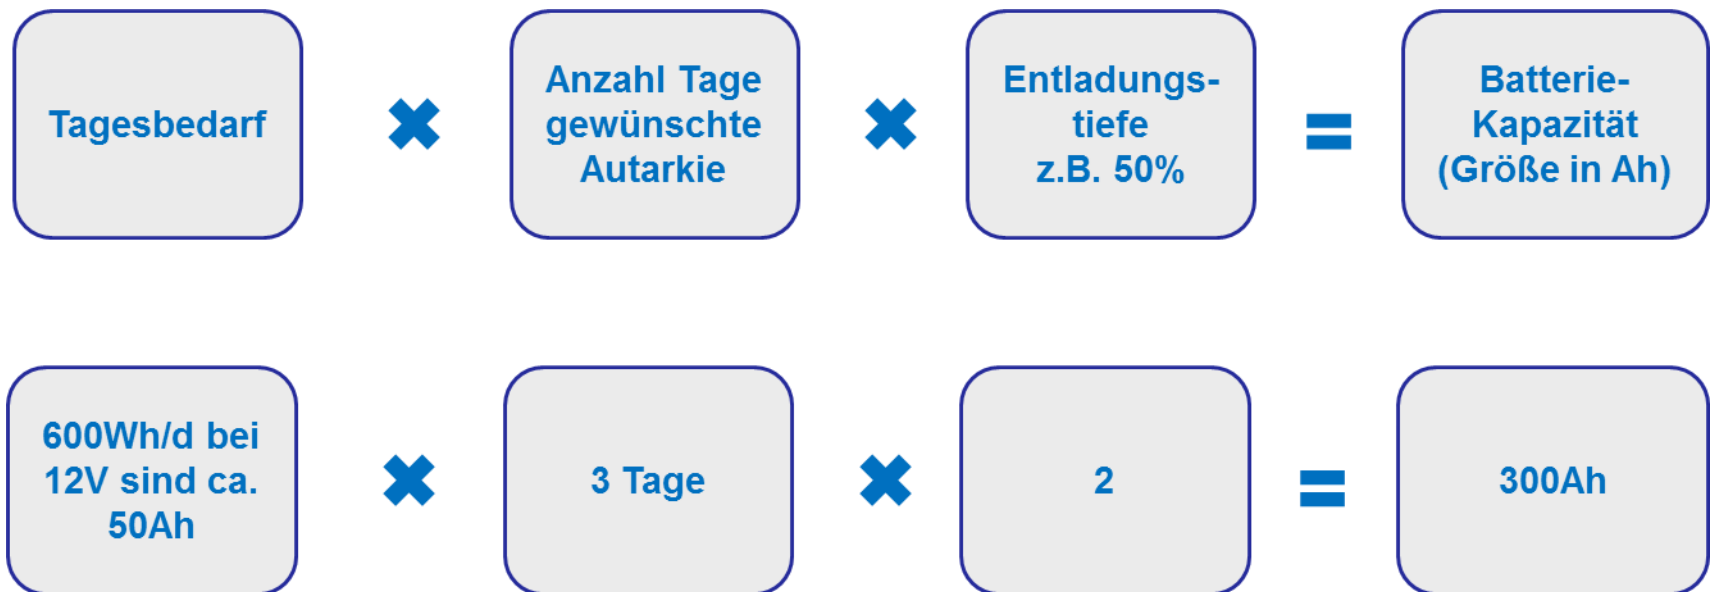 Tagesbedarf
Anzahl Tage
gewünschte
Autarkie
Entladungs-
tiefe
z.B. 50%
Batterie-
Kapazität
(Größe in Ah)
600Wh/d bei
12V sind ca.
50Ah
3 Tage
2
300Ah